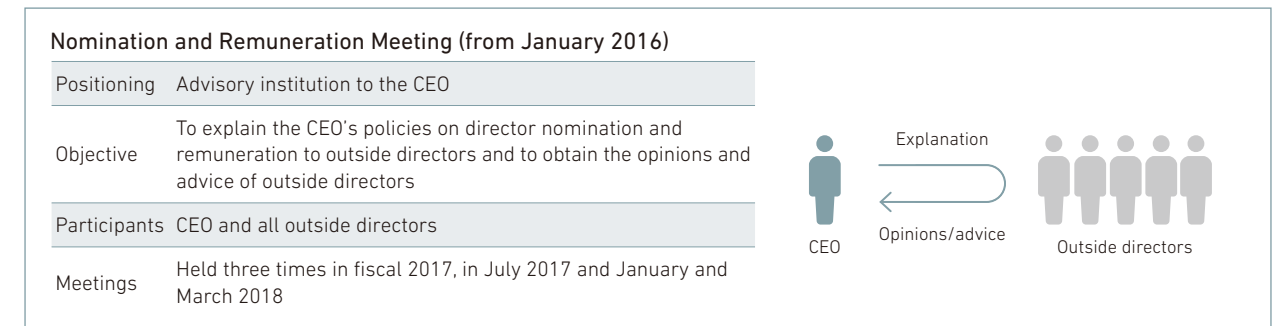 Nomination and Remuneration Meeting (from January 2016)
Positioning Advisory institution to the CEO
Objective To explain the CEO's policies on director nomination and
remuneration to outside directors and to obtain the opinions and
advice of outside directors
Participants CEO and all outside directors
Meetings Held three times in fiscal 2017, in July 2017 and January and
March 2018
Explanation
Opinions/advice
CEO
Outside directors